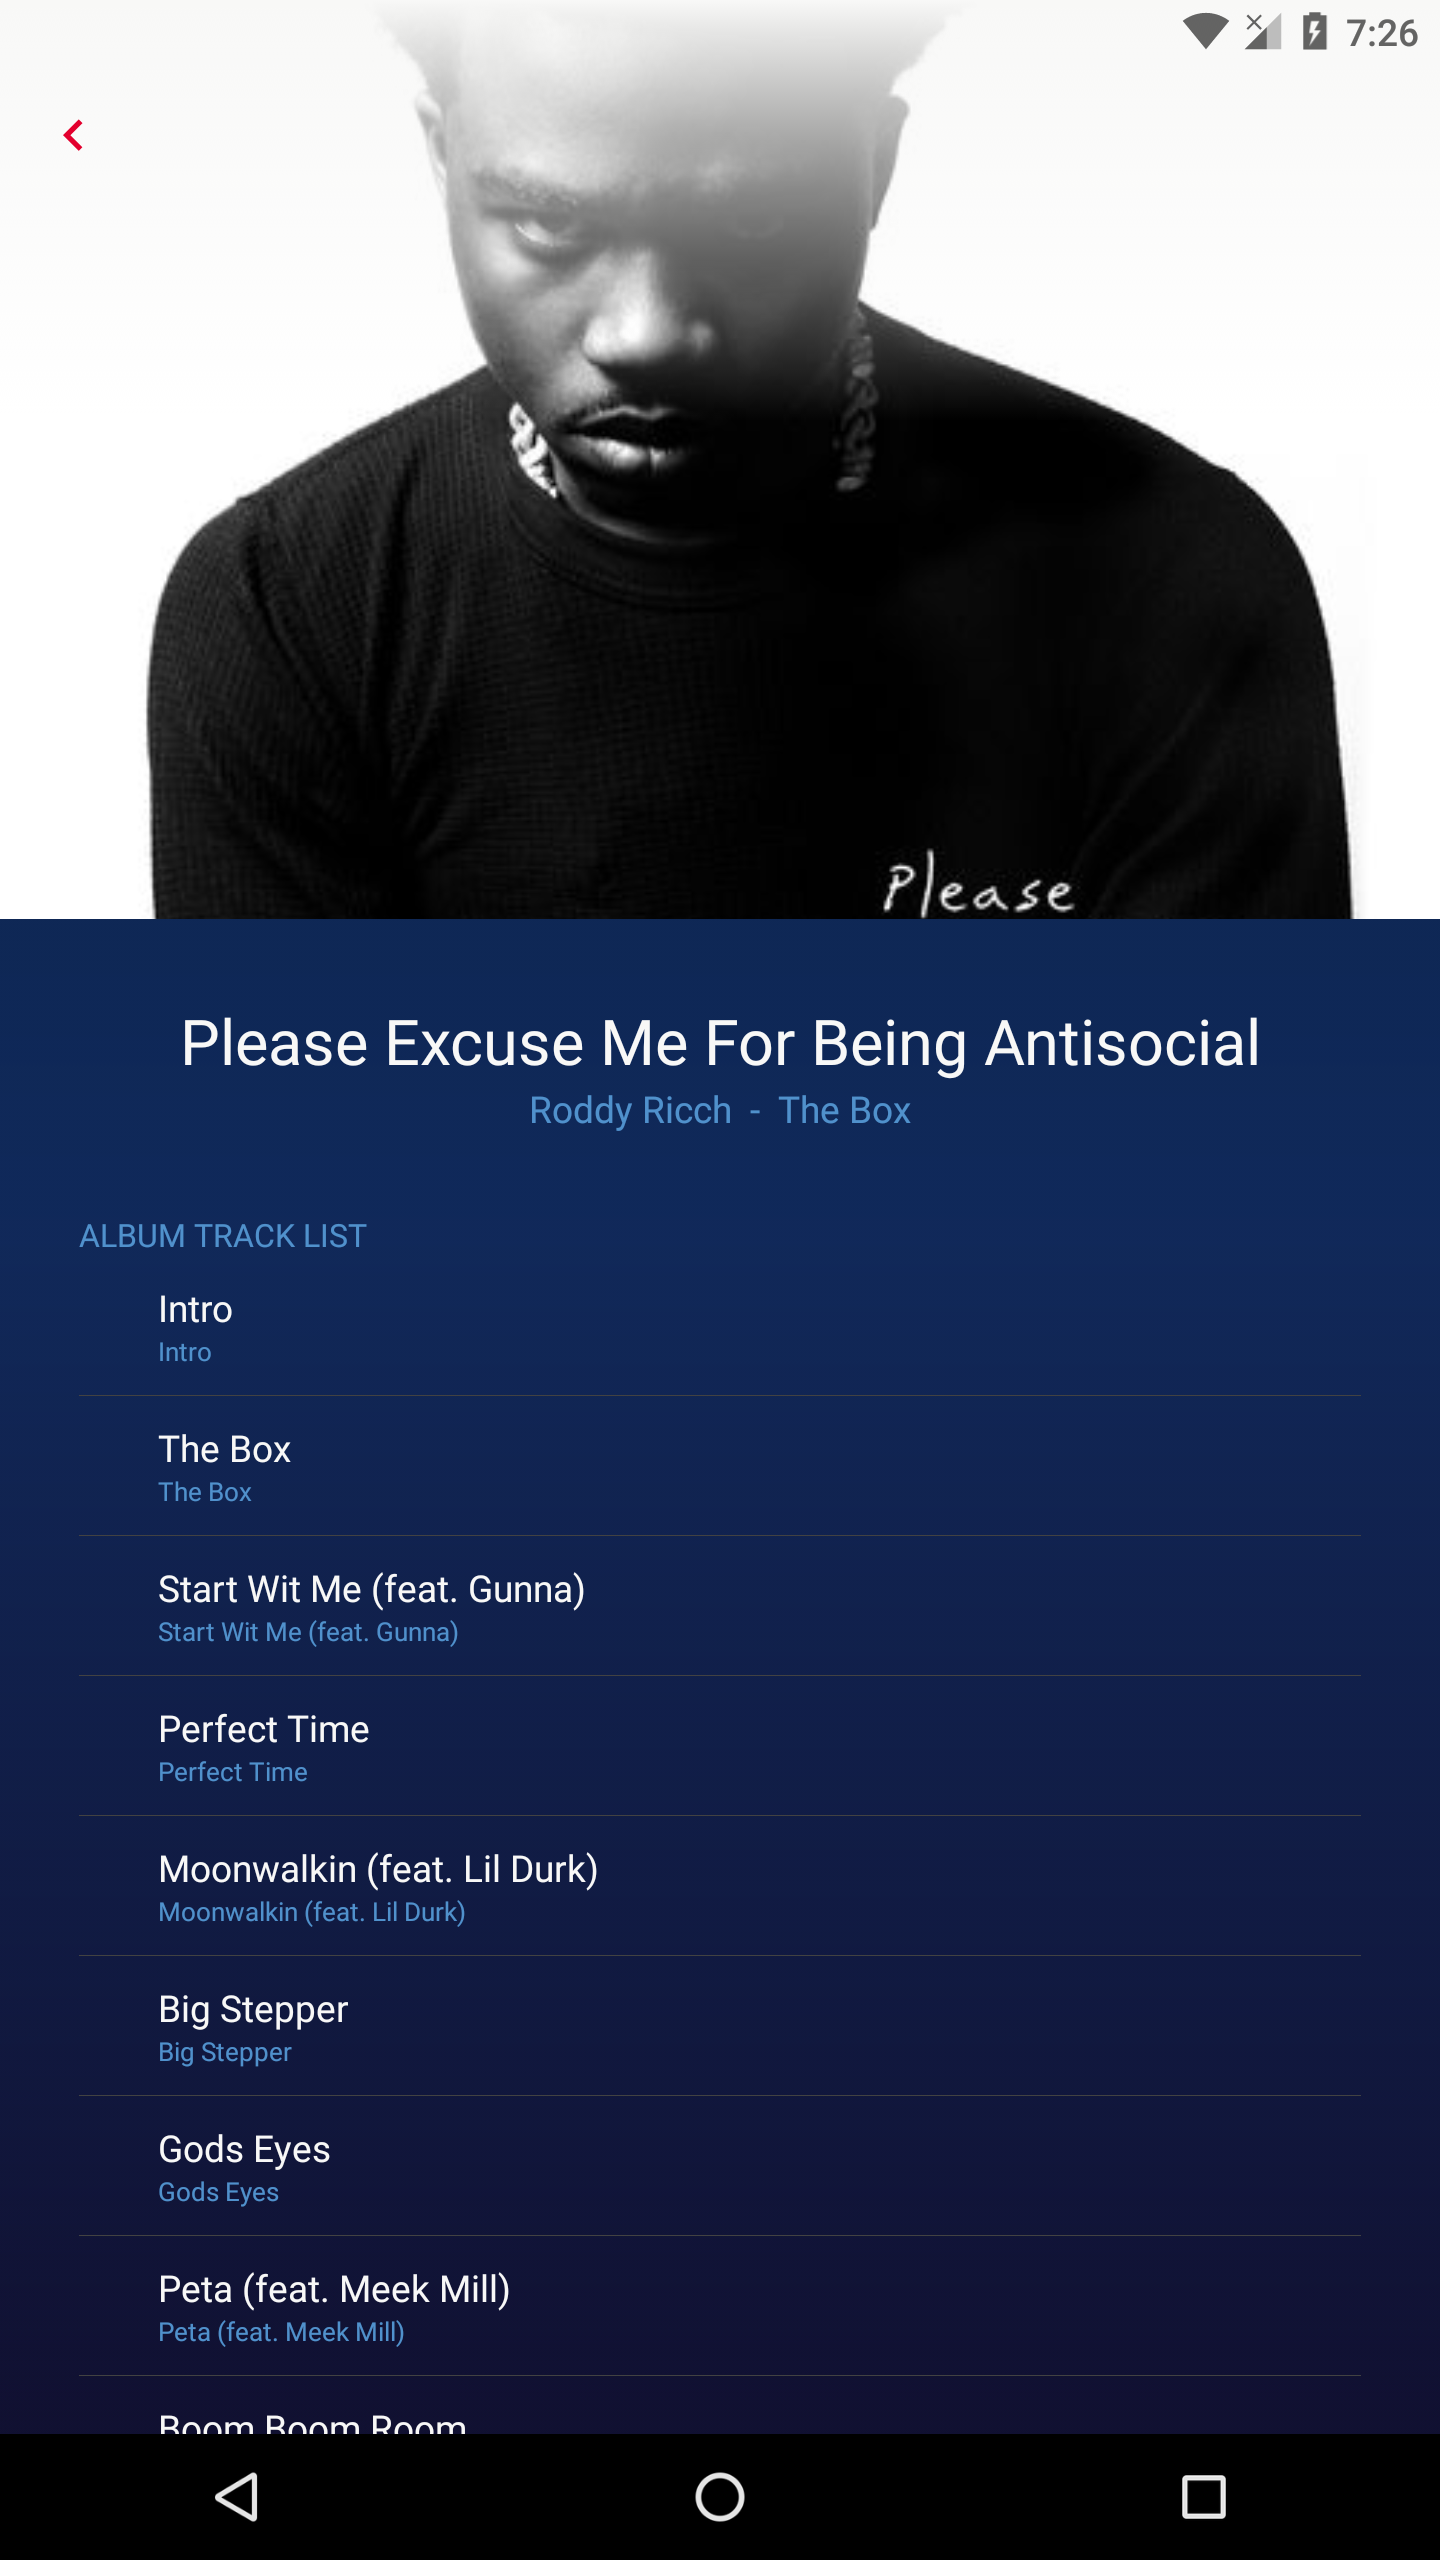 7:26
Please
Please Excuse Me For Being Antisocial
Roddy Ricch - The Box
ALBUM TRACK LIST
Intro
Intro
The Box
The Box
Start Wit Me (feat. Gunna)
Start Wit Me (feat. Gunna)
Perfect Time
Perfect Time
Moonwalkin (feat. Lil Durk)
Moonwalkin (feat. Lil Durk)
Big Stepper
Big Stepper
Gods Eyes
Gods Eyes
Peta (feat. Meek Mill)
Peta (feat. Meek Mill)
Boom Boom Room